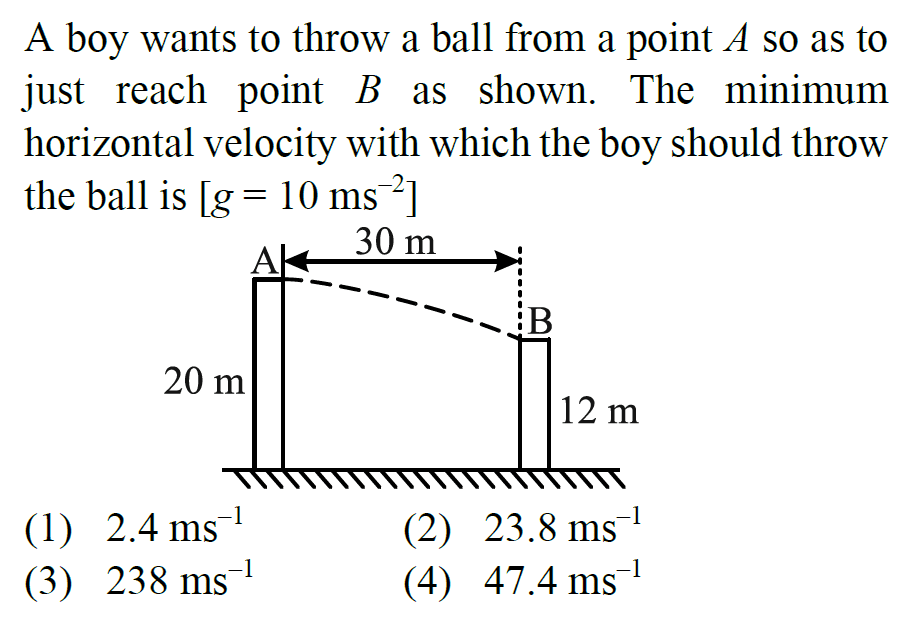 A boy wants to throw a ball from a point A so as to
just reach point B as shown. The minimum
horizontal velocity with which the boy should throw
the ball is [g = 10 ms⁻²]
30 m
A
B
20 m
12 m
(1) 2.4 ms⁻¹ (2) 23.8 ms⁻¹
(3) 238 ms⁻¹ (4) 47.4 ms⁻¹